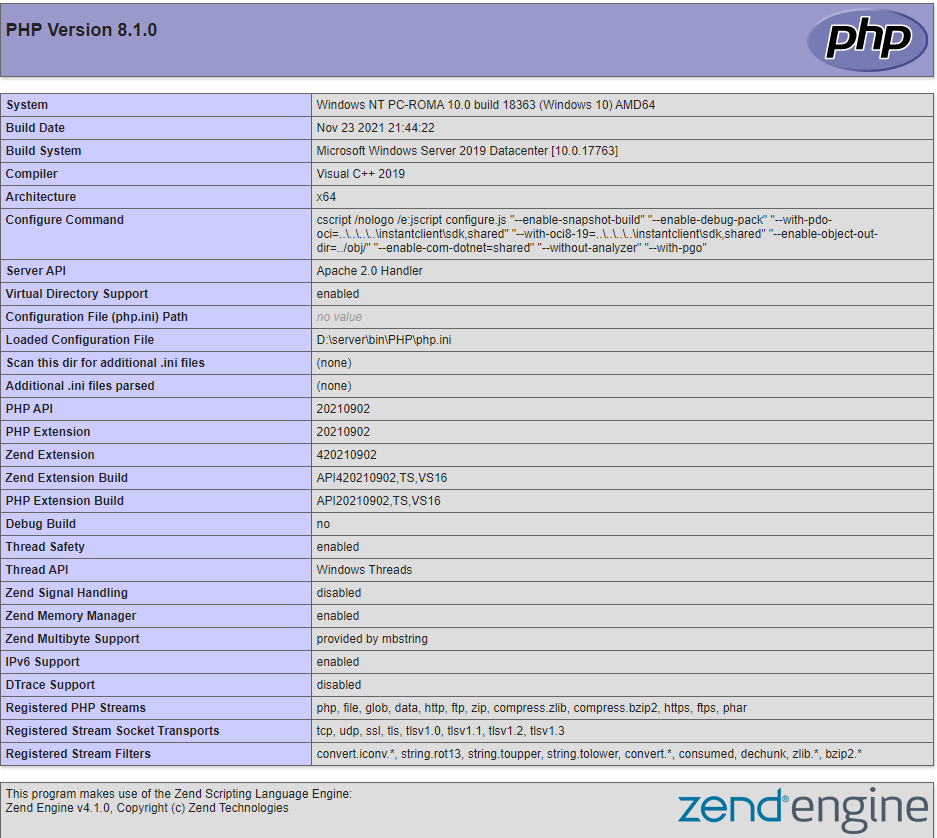 PHP Version 8.1.0
php
System Windows NT PC-ROMA 10.0 build 18363 (Windows 10) AMD64
Build Date Nov 23 2021 21:44:22
Build System Microsoft Windows Server 2019 Datacenter [10.0.17763]
Compiler Visual C++ 2019
Architecture x64
Configure Command cscript /nologo /e:jscript configure.js "--enable-snapshot-build" "--enable-debug-pack" "--with-pdo-
oci=..\..\..\..\instantclient\sdk,shared" "--with-oci8-19=..\..\..\..\instantclient\sdk,shared" "--enable-object-out-
dir=../obj/" "--enable-com-dotnet=shared" "--without-analyzer" "--with-pgo"
Server API Apache 2.0 Handler
Virtual Directory Support enabled
Configuration File (php.ini) Path no value
Loaded Configuration File D:\server\bin\PHP\php.ini
Scan this dir for additional .ini files (none)
Additional .ini files parsed (none)
PHP API 20210902
PHP Extension 20210902
Zend Extension 420210902
Zend Extension Build API420210902,TS,VS16
PHP Extension Build API20210902,TS,VS16
Debug Build no
Thread Safety enabled
Thread API Windows Threads
Zend Signal Handling disabled
Zend Memory Manager enabled
Zend Multibyte Support provided by mbstring
IPv6 Support enabled
DTrace Support disabled
Registered PHP Streams php, file, glob, data, http, ftp, zip, compress.zlib, compress.bzip2, https, ftps, phar
Registered Stream Socket Transports tcp, udp, ssl, tls, tlsv1.0, tlsv1.1, tlsv1.2, tlsv1.3
Registered Stream Filters convert.iconv.*, string.rot13, string.toupper, string.tolower, convert.*, consumed, dechunk, zlib.*, bzip2.*
This program makes use of the Zend Scripting Language Engine:
Zend Engine v4.1.0, Copyright (c) Zend Technologies
zend® engine